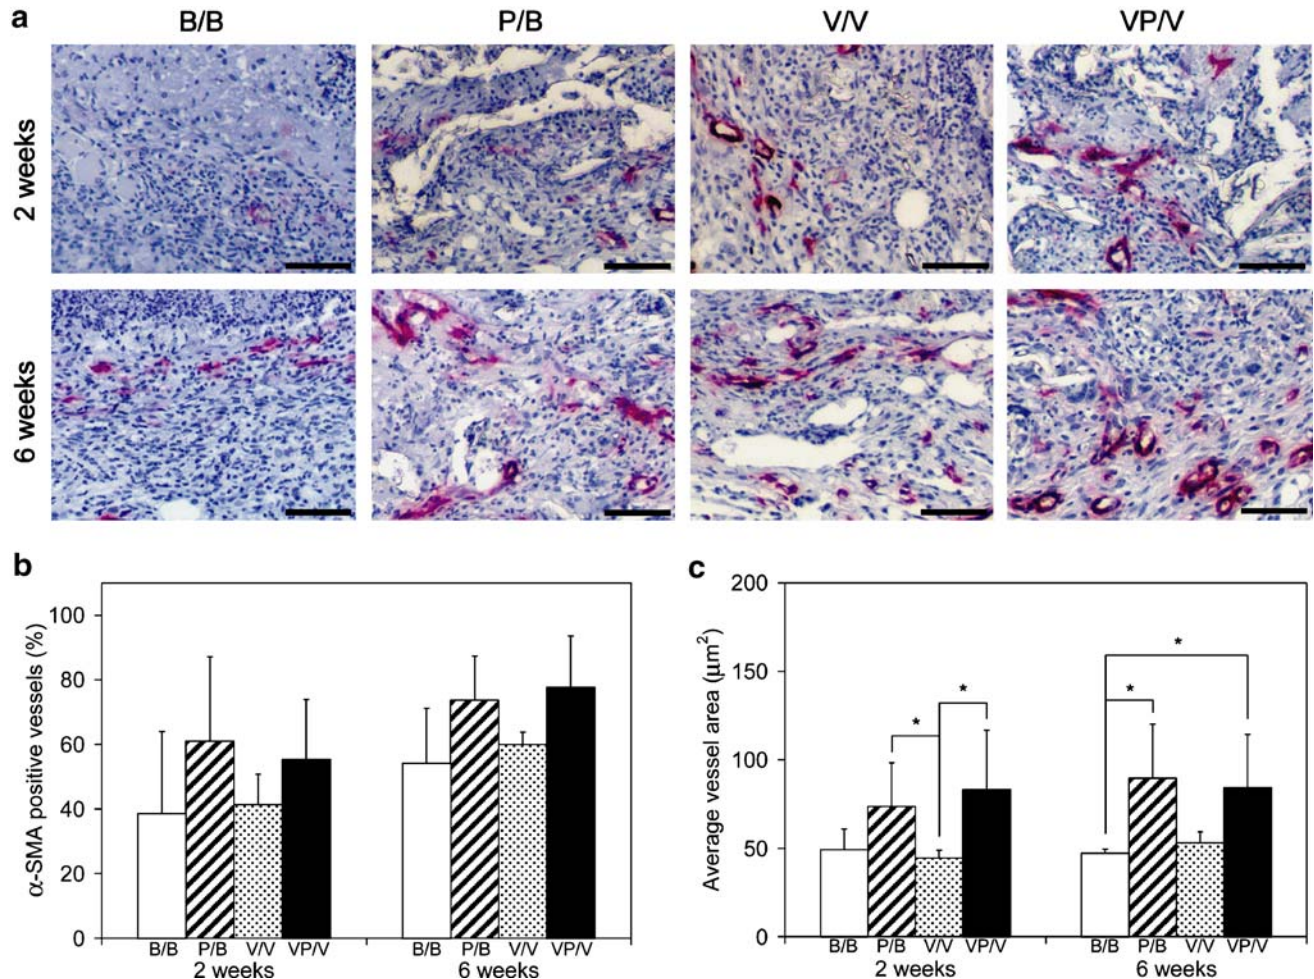 a
B/B P/B V/V VP/V
2 weeks
6 weeks
b
α-SMA positive vessels (%)
100
80
60
40
20
0
B/B P/B V/V VP/V B/B P/B V/V VP/V
2 weeks 6 weeks
c
Average vessel area (μm²)
200
150
100
50
0
* * * *
B/B P/B V/V VP/V B/B P/B V/V VP/V
2 weeks 6 weeks